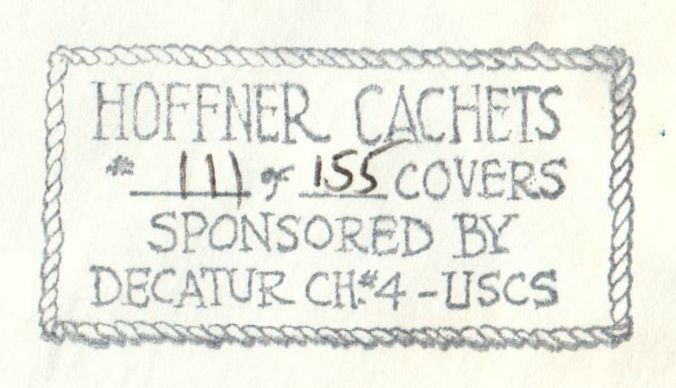 HOFFNER CACHETS
# 111 of 155 COVERS
SPONSORED BY
DECATUR CH.#4-USCS